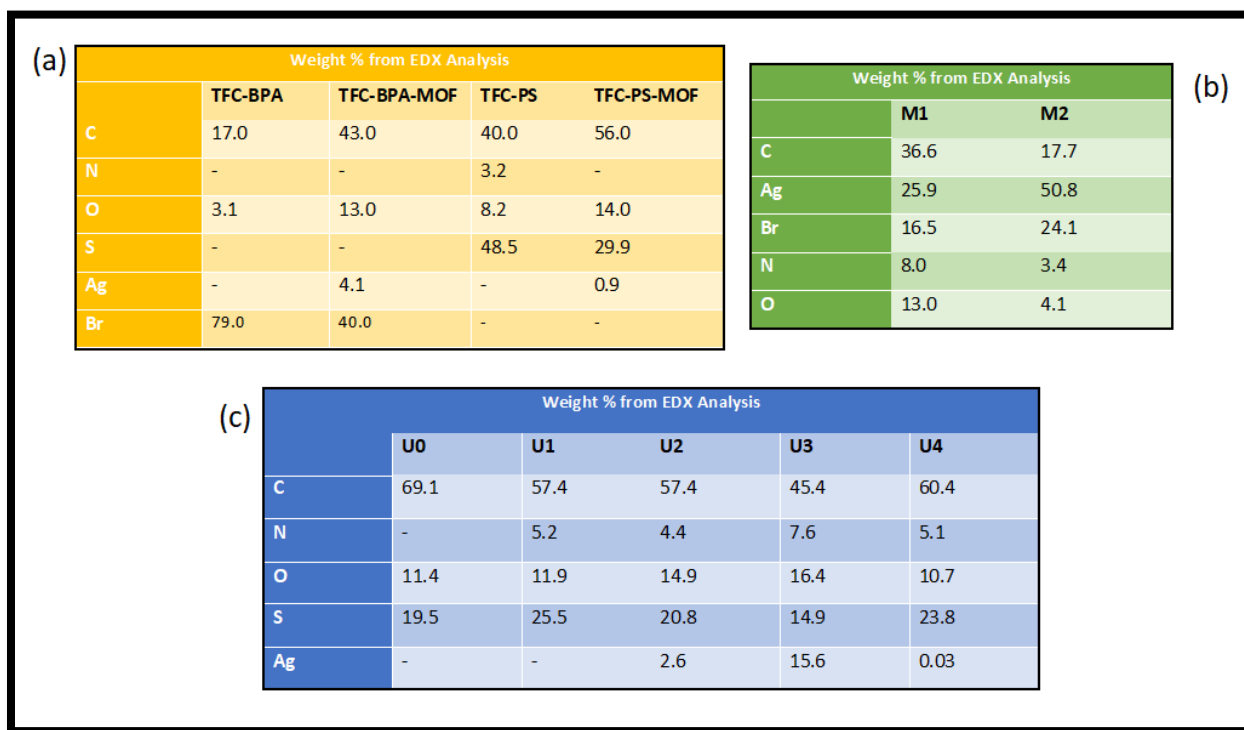 (a)
Weight % from EDX Analysis
TFC-BPA TFC-BPA-MOF TFC-PS TFC-PS-MOF
C 17.0 43.0 40.0 56.0
N - - 3.2 -
O 3.1 13.0 8.2 14.0
S - - 48.5 29.9
Ag - 4.1 - 0.9
Br 79.0 40.0 - -
(b)
Weight % from EDX Analysis
M1 M2
C 36.6 17.7
Ag 25.9 50.8
Br 16.5 24.1
N 8.0 3.4
O 13.0 4.1
(c)
Weight % from EDX Analysis
U0 U1 U2 U3 U4
C 69.1 57.4 57.4 45.4 60.4
N - 5.2 4.4 7.6 5.1
O 11.4 11.9 14.9 16.4 10.7
S 19.5 25.5 20.8 14.9 23.8
Ag - - 2.6 15.6 0.03